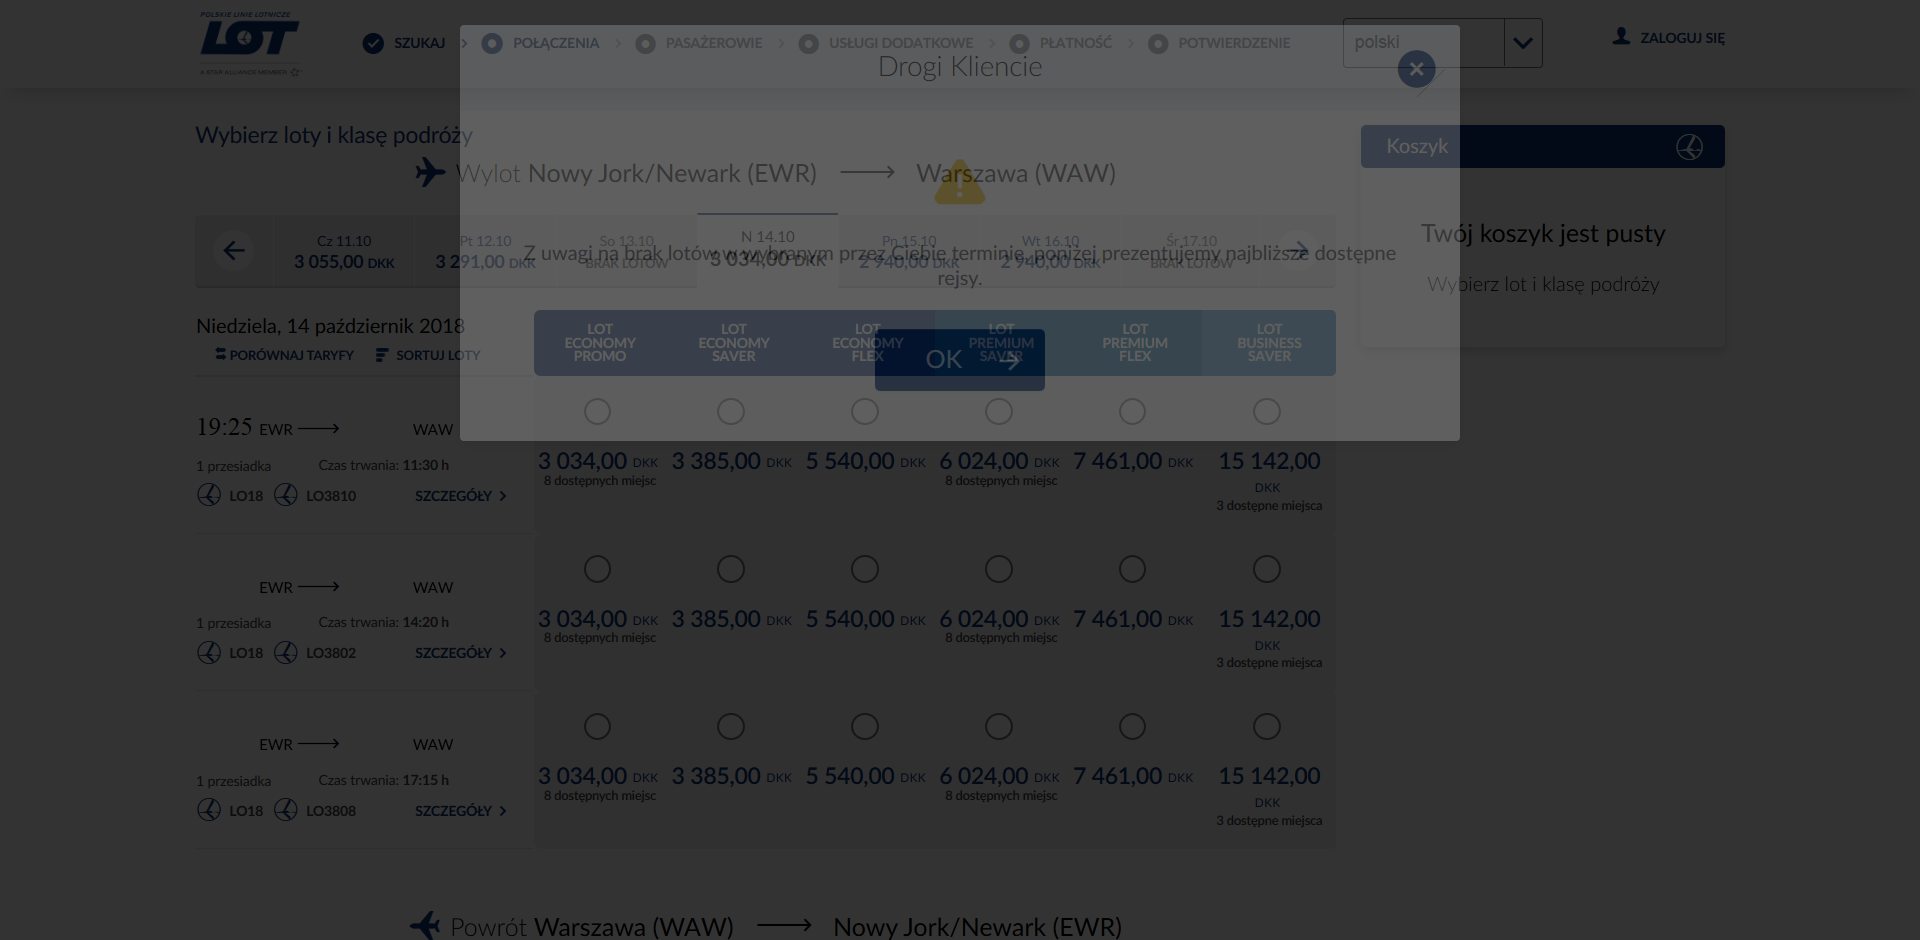 POLSKIE LINIE LOTNICZE
LOT
A STAR ALLIANCE MEMBER
SZUKAJ
POŁĄCZENIA
PASAŻEROWIE
USŁUGI DODATKOWE
PŁATNOŚĆ
POTWIERDZENIE
polski
ZALOGUJ SIĘ
Drogi Kliencie
Wybierz loty i klasę podróży
Koszyk
Wylot Nowy Jork/Newark (EWR) Warszawa (WAW)
Twój koszyk jest pusty
Wybierz lot i klasę podróży
Cz 11.10
3 055,00 DKK
Pt 12.10
3 291,00 DKK
So 13.10
BRAK LOTÓW
N 14.10
3 034,00 DKK
Pn 15.10
2 940,00 DKK
Wt 16.10
2 940,00 DKK
Śr 17.10
BRAK LOTÓW
Z uwagi na brak lotów w wybranym przez Ciebie terminie, poniżej prezentujemy najbliższe dostępne
rejsy.
OK
Niedziela, 14 październik 2018
PORÓWNAJ TARYFY SORTUJ LOTY
LOT
ECONOMY
PROMO
LOT
ECONOMY
SAVER
LOT
ECONOMY
FLEX
LOT
PREMIUM
SAVER
LOT
PREMIUM
FLEX
LOT
BUSINESS
SAVER
19:25 EWR WAW
1 przesiadka Czas trwania: 11:30 h
LO18 LO3810 SZCZEGÓŁY
3 034,00 DKK
8 dostępnych miejsc
3 385,00 DKK
5 540,00 DKK
6 024,00 DKK
8 dostępnych miejsc
7 461,00 DKK
15 142,00
DKK
3 dostępne miejsca
EWR WAW
1 przesiadka Czas trwania: 14:20 h
LO18 LO3802 SZCZEGÓŁY
3 034,00 DKK
8 dostępnych miejsc
3 385,00 DKK
5 540,00 DKK
6 024,00 DKK
8 dostępnych miejsc
7 461,00 DKK
15 142,00
DKK
3 dostępne miejsca
EWR WAW
1 przesiadka Czas trwania: 17:15 h
LO18 LO3808 SZCZEGÓŁY
3 034,00 DKK
8 dostępnych miejsc
3 385,00 DKK
5 540,00 DKK
6 024,00 DKK
8 dostępnych miejsc
7 461,00 DKK
15 142,00
DKK
3 dostępne miejsca
Powrót Warszawa (WAW) Nowy Jork/Newark (EWR)